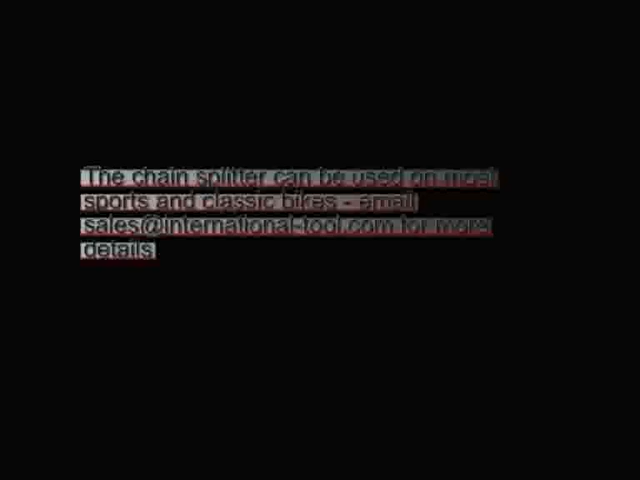 The chain splitter can be used on most
sports and classic bikes - email
sales@international-tool.com for more
details